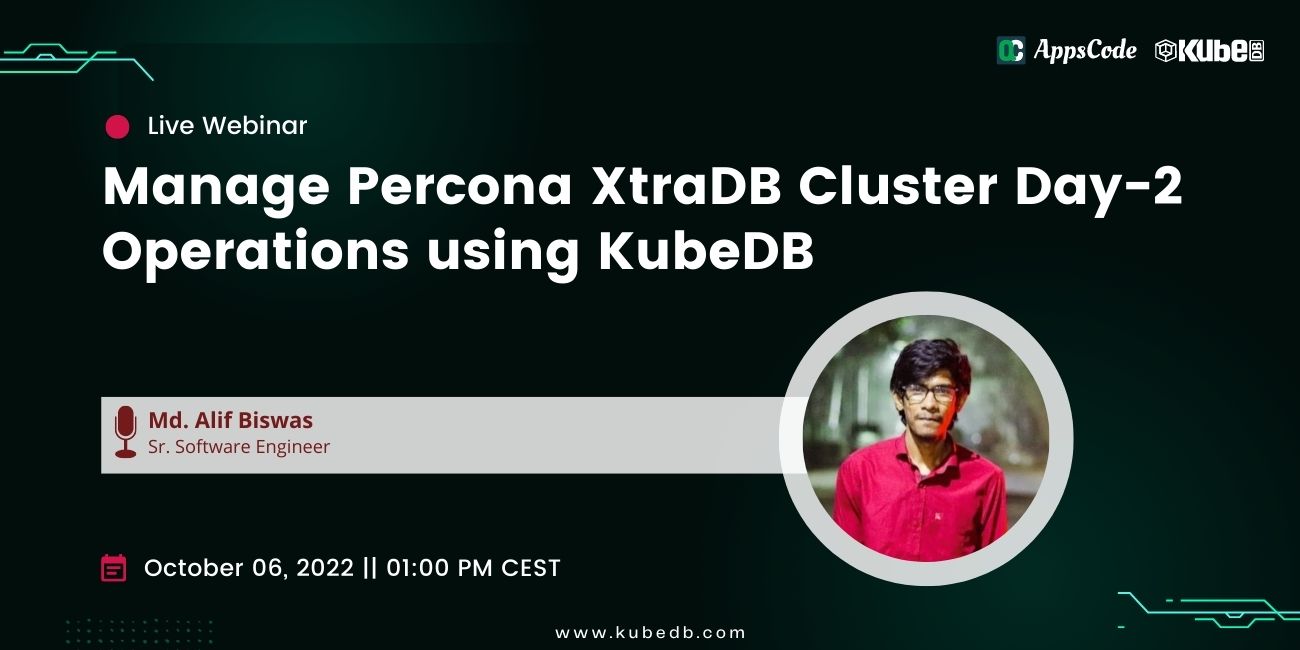 AppsCode
KubeDB
Live Webinar
Manage Percona XtraDB Cluster Day-2
Operations using KubeDB
Md. Alif Biswas
Sr. Software Engineer
October 06, 2022 || 01:00 PM CEST
www.kubedb.com